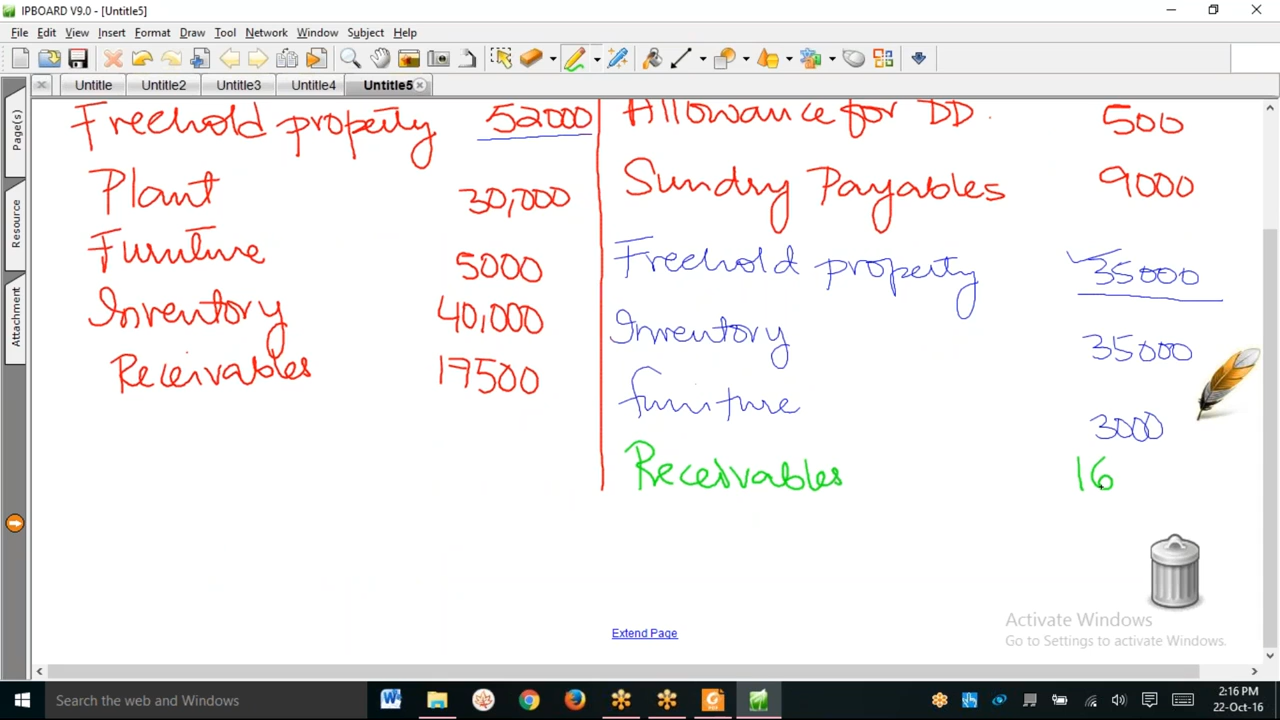 IPBOARD V9.0 - [Untitle5]
File Edit View Insert Format Draw Tool Network Window Subject Help
Untitle Untitle2 Untitle3 Untitle4 Untitle5
Page(s)
Resource
Attachment
Freehold property 52000
Plant 30,000
Furniture 5000
Inventory 40,000
Receivables 17500
Allowance for DD. 500
Sundry Payables 9000
Freehold property 35000
Inventory 35000
furniture 3000
Receivables 16
Extend Page
Activate Windows
Go to Settings to activate Windows.
Search the web and Windows
2:16 PM
22-Oct-16